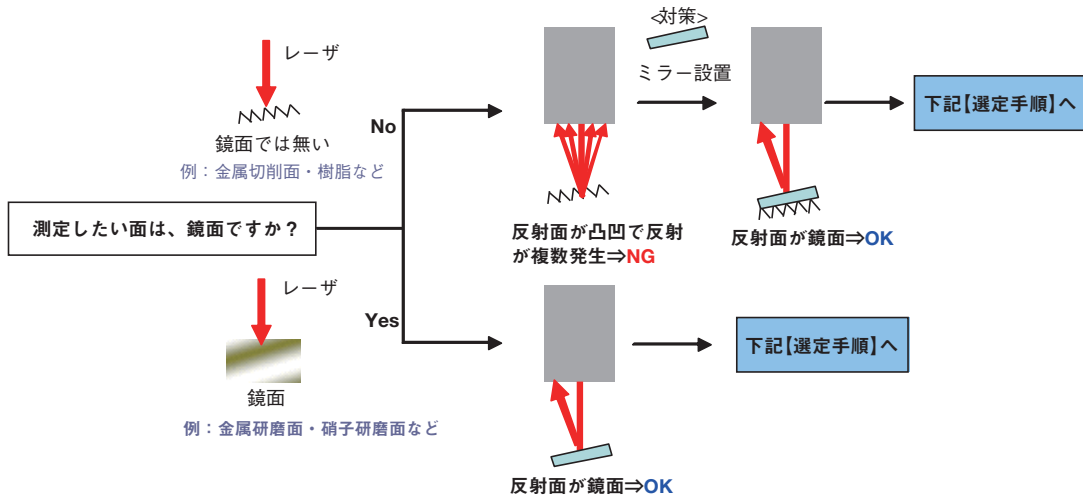 レーザ
鏡面では無い
例：金属切削面・樹脂など
測定したい面は、鏡面ですか？
レーザ
鏡面
例：金属研磨面・硝子研磨面など
No
反射面が凸凹で反射
が複数発生⇒NG
<対策>
ミラー設置
反射面が鏡面⇒OK
下記【選定手順】へ
Yes
反射面が鏡面⇒OK
下記【選定手順】へ